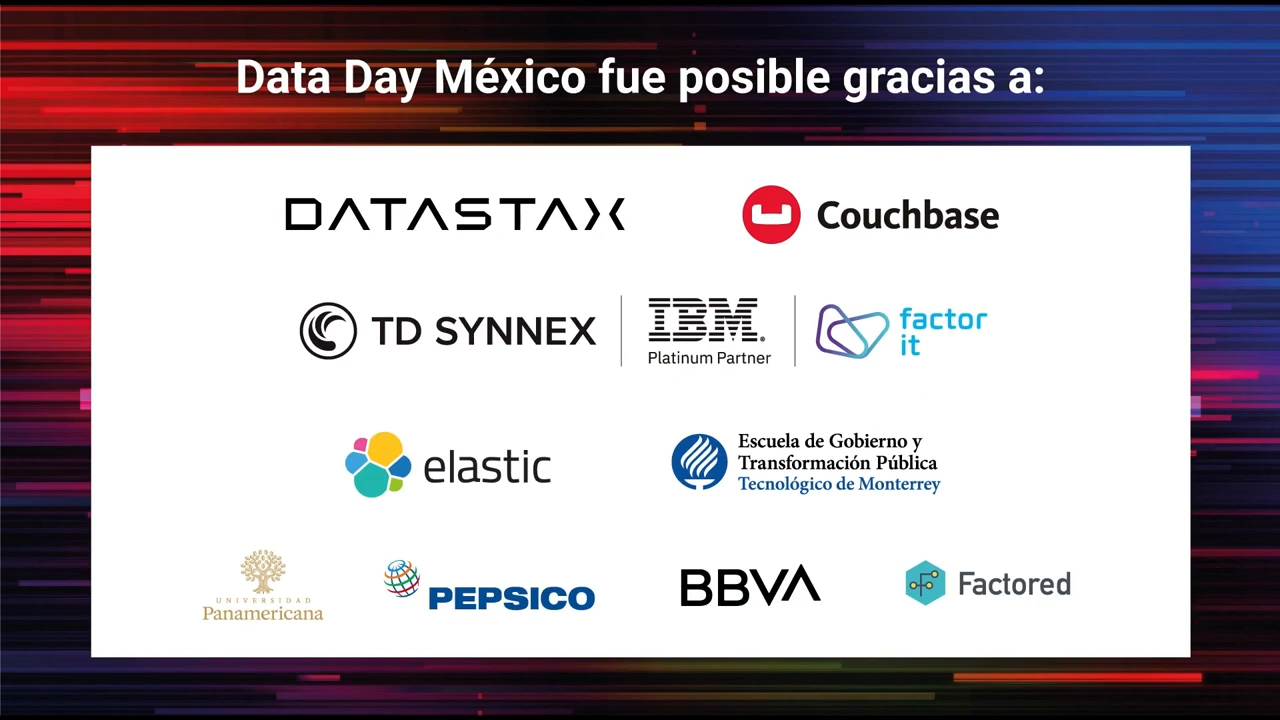 Data Day México fue posible gracias a:
DATASTAX
Couchbase
TD SYNNEX
IBM
Platinum Partner
factor
it
elastic
Escuela de Gobierno y
Transformación Pública
Tecnológico de Monterrey
UNIVERSIDAD
Panamericana
PEPSICO
BBVA
Factored